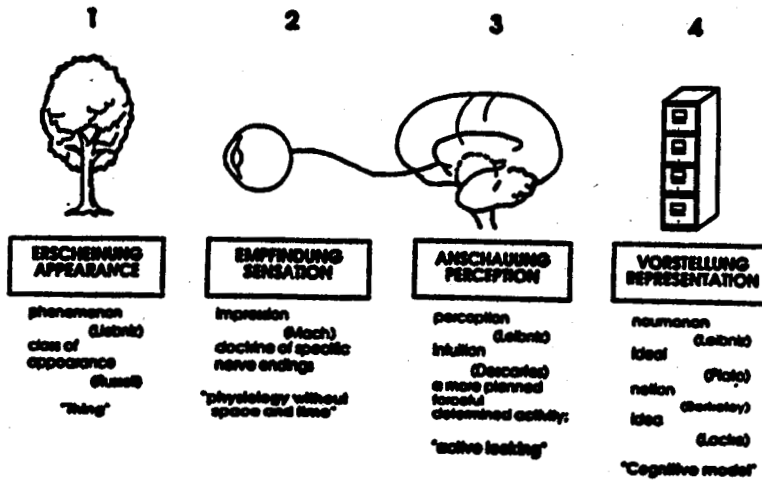 1
2
3
4
ERSCHEINUNG
APPEARANCE
EMPFINDUNG
SENSATION
ANSCHAUUNG
PERCEPTION
VORSTELLUNG
REPRESENTATION
phenomenon
(Leibniz)
class of
appearance
(Russell)
"thing"
impression
(Mach)
doctrine of specific
nerve endings
"physiology without
space and time"
perception
(Leibniz)
intuition
(Descartes)
a more planned
forceful
determined activity;
"active looking"
noumenon
(Leibniz)
ideal
(Plato)
notion
(Berkeley)
idea
(Locke)
"Cognitive model"